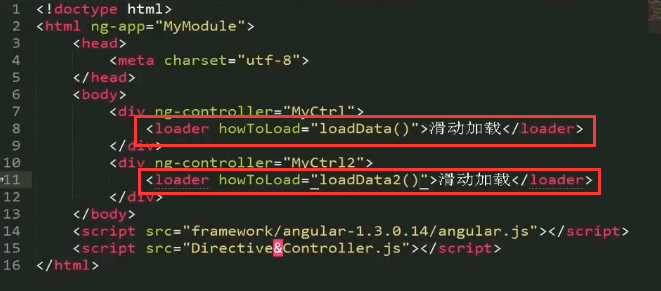 1 <!doctype html>
2 <html ng-app="MyModule">
3 <head>
4 <meta charset="utf-8">
5 </head>
6 <body>
7 <div ng-controller="MyCtrl">
8 <loader howToLoad="loadData()">滑动加载</loader>
9 </div>
10 <div ng-controller="MyCtrl2">
11 <loader howToLoad="loadData2()">滑动加载</loader>
12 </div>
13 </body>
14 <script src="framework/angular-1.3.0.14/angular.js"></script>
15 <script src="Directive&Controller.js"></script>
16 </html>